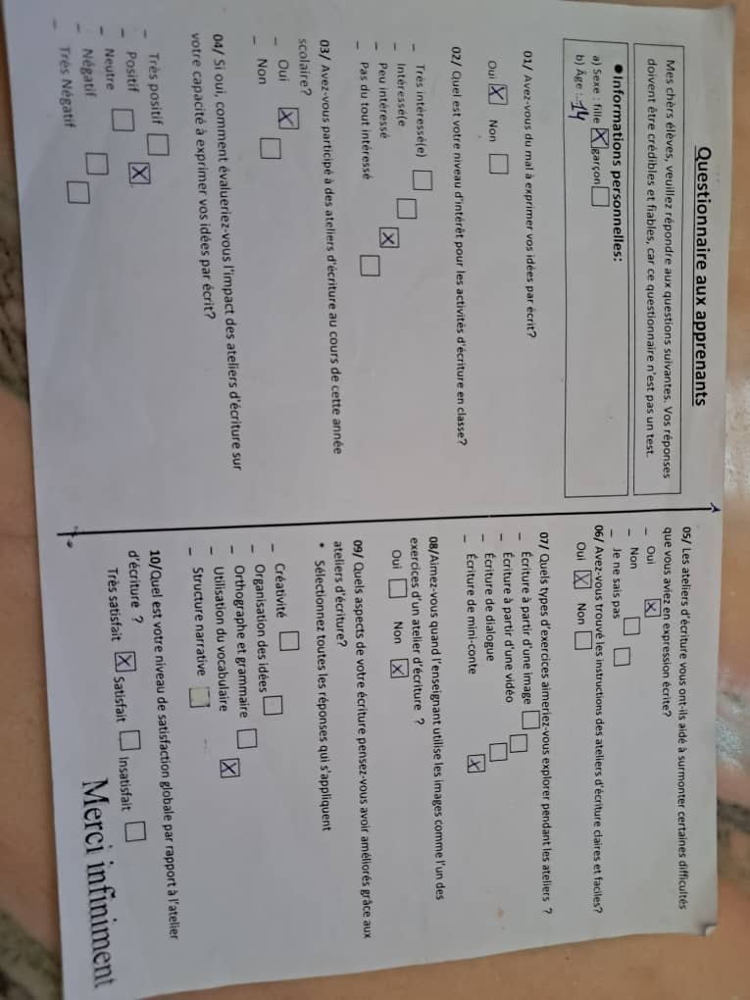 Questionnaire aux apprenants
Mes chèrs élèves, veuillez répondre aux questions suivantes. Vos réponses
doivent être crédibles et fiables, car ce questionnaire n'est pas un test.
●Informations personnelles:
a) Sexe : fille ☒ garçon ☐
b) Âge : 14
01/ Avez-vous du mal à exprimer vos idées par écrit?
Oui ☒ Non ☐
02/ Quel est votre niveau d'intérêt pour les activités d'écriture en classe?
– Très intéressé(e) ☐
– Intéressé(e ☐
– Peu intéressé ☒
– Pas du tout intéressé ☐
03/ Avez-vous participé à des ateliers d'écriture au cours de cette année
scolaire?
– Oui ☒
– Non ☐
04/ Si oui, comment évalueriez-vous l'impact des ateliers d'écriture sur
votre capacité à exprimer vos idées par écrit?
– Très positif ☐
– Positif ☒
– Neutre ☐
– Négatif ☐
– Très Négatif ☐
05/ Les ateliers d'écriture vous ont-ils aidé à surmonter certaines difficultés
que vous aviez en expression écrite?
– Oui ☒
– Non ☐
– Je ne sais pas ☐
06/ Avez-vous trouvé les instructions des ateliers d'écriture claires et faciles?
Oui ☒ Non ☐
07/ Quels types d'exercices aimeriez-vous explorer pendant les ateliers ?
– Écriture à partir d'une image ☐
– Écriture à partir d'une vidéo ☐
– Écriture de dialogue ☐
– Écriture de mini-conte ☒
08/Aimez-vous quand l'enseignant utilise les images comme l'un des
exercices d'un atelier d'écriture ?
Oui ☐ Non ☒
09/ Quels aspects de votre écriture pensez-vous avoir améliorés grâce aux
ateliers d'écriture?
• Sélectionnez toutes les réponses qui s'appliquent
– Créativité ☐
– Organisation des idées ☐
– Orthographe et grammaire ☐
– Utilisation du vocabulaire ☒
– Structure narrative ☐
10/Quel est votre niveau de satisfaction globale par rapport à l'atelier
d'écriture ?
Très satisfait ☒ Satisfait ☐ Insatisfait ☐
Merci infiniment